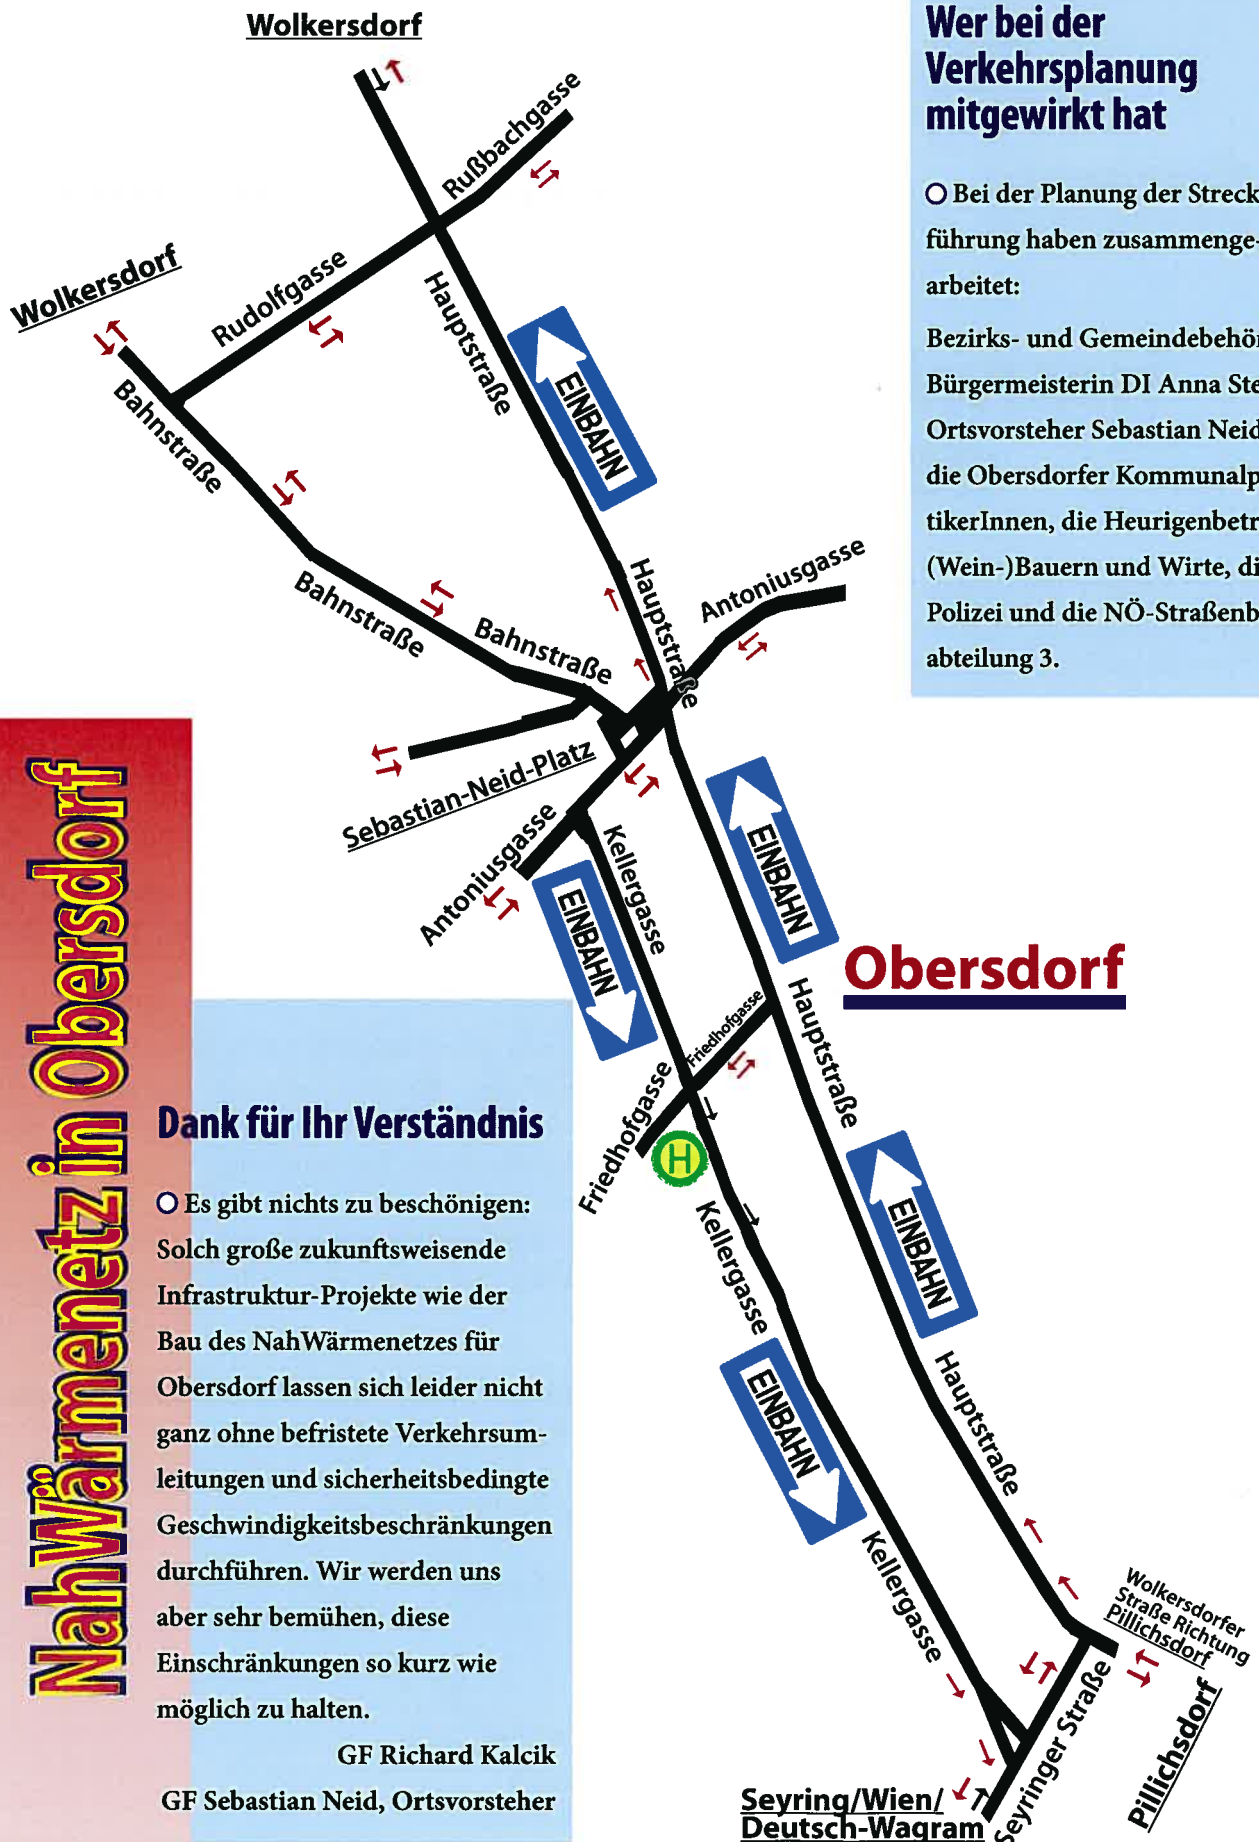 Wolkersdorf
Wer bei der
Verkehrsplanung
mitgewirkt hat
Bei der Planung der Streck
führung haben zusammenge-
arbeitet:
Bezirks- und Gemeindebehö
Bürgermeisterin DI Anna Ste
Ortsvorsteher Sebastian Neid
die Obersdorfer Kommunalp
tikerInnen, die Heurigenbetr
(Wein-)Bauern und Wirte, di
Polizei und die NÖ-Straßenb
abteilung 3.
Rußbachgasse
Wolkersdorf
Rudolfgasse
Hauptstraße
EINBAHN
Bahnstraße
Bahnstraße
Bahnstraße
Hauptstraße
Antoniusgasse
Sebastian-Neid-Platz
Antoniusgasse
Kellergasse
EINBAHN
EINBAHN
Obersdorf
Friedhofgasse
Hauptstraße
Friedhofgasse
H
Kellergasse
EINBAHN
EINBAHN
Hauptstraße
Kellergasse
Wolkersdorfer
Straße Richtung
Pillichsdorf
Pillichsdorf
Seyringer Straße
Seyring/Wien/
Deutsch-Wagram
NahWärmenetz in Obersdorf
Dank für Ihr Verständnis
Es gibt nichts zu beschönigen:
Solch große zukunftsweisende
Infrastruktur-Projekte wie der
Bau des NahWärmenetzes für
Obersdorf lassen sich leider nicht
ganz ohne befristete Verkehrsum-
leitungen und sicherheitsbedingte
Geschwindigkeitsbeschränkungen
durchführen. Wir werden uns
aber sehr bemühen, diese
Einschränkungen so kurz wie
möglich zu halten.
GF Richard Kalcik
GF Sebastian Neid, Ortsvorsteher